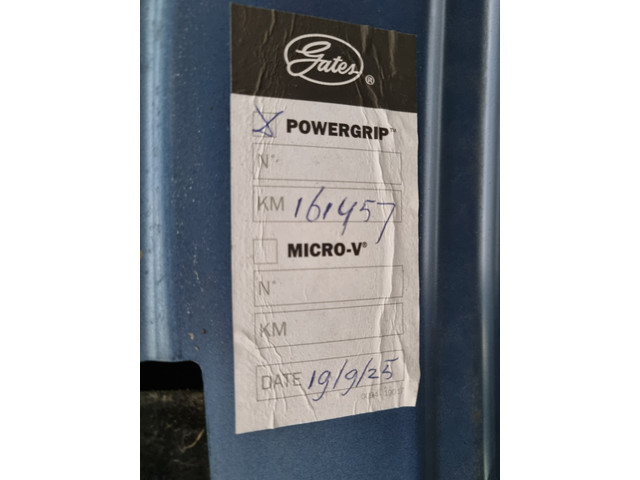 Gates®
X POWERGRIP™
N°
KM 161457
MICRO-V®
N°
KM
DATE 19/9/25